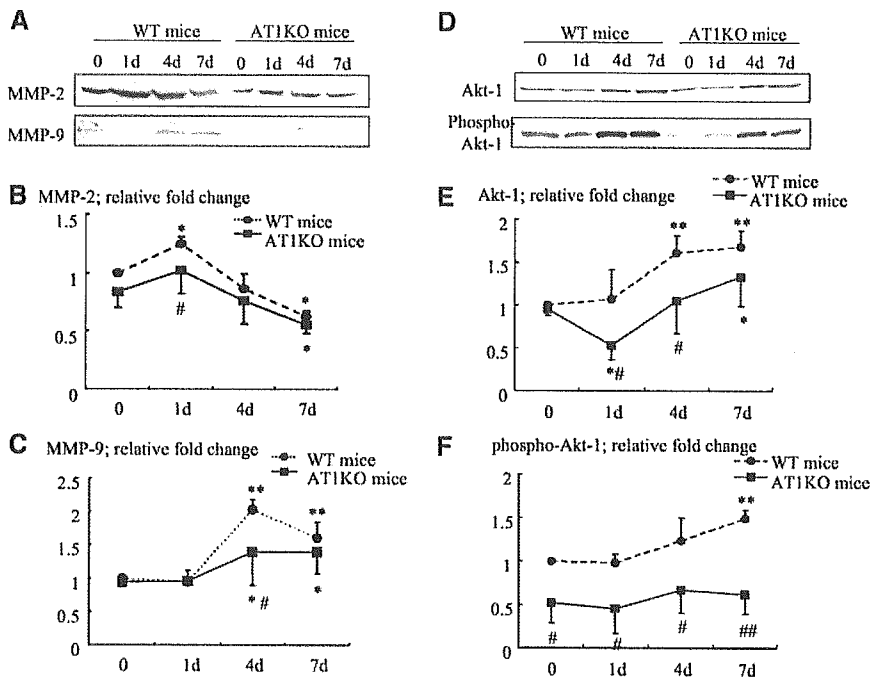 A
WT mice AT1KO mice
0 1d 4d 7d 0 1d 4d 7d
MMP-2
MMP-9
B MMP-2; relative fold change
WT mice
AT1KO mice
1.5
1
0.5
0
*
#
*
*
0 1d 4d 7d
C MMP-9; relative fold change
WT mice
AT1KO mice
2.5
2
1.5
1
0.5
0
**
**
* #
*
0 1d 4d 7d
D
WT mice AT1KO mice
0 1d 4d 7d 0 1d 4d 7d
Akt-1
Phospho
Akt-1
E Akt-1; relative fold change
WT mice
AT1KO mice
2
1.5
1
0.5
0
**
**
*#
#
*
0 1d 4d 7d
F phospho-Akt-1; relative fold change
WT mice
AT1KO mice
2
1.5
1
0.5
0
**
#
#
#
##
0 1d 4d 7d